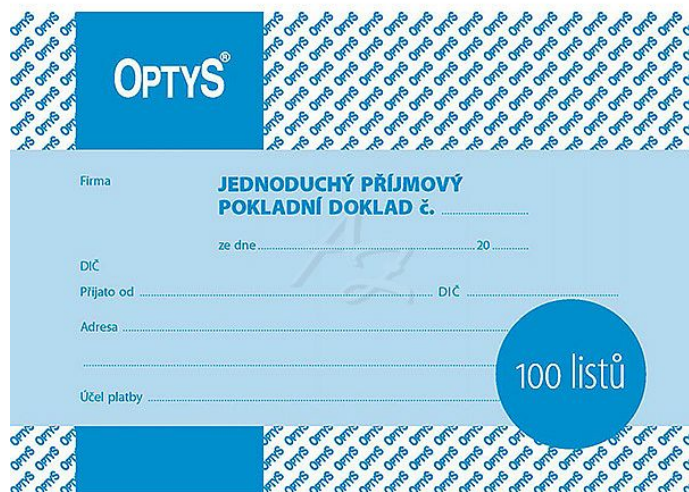 OPTYS®
Firma
JEDNODUCHÝ PŘÍJMOVÝ
POKLADNÍ DOKLAD č. ....................
ze dne .................... 20 ..........
DIČ
Přijato od .................... DIČ ....................
Adresa ....................
....................
Účel platby ....................
100 listů